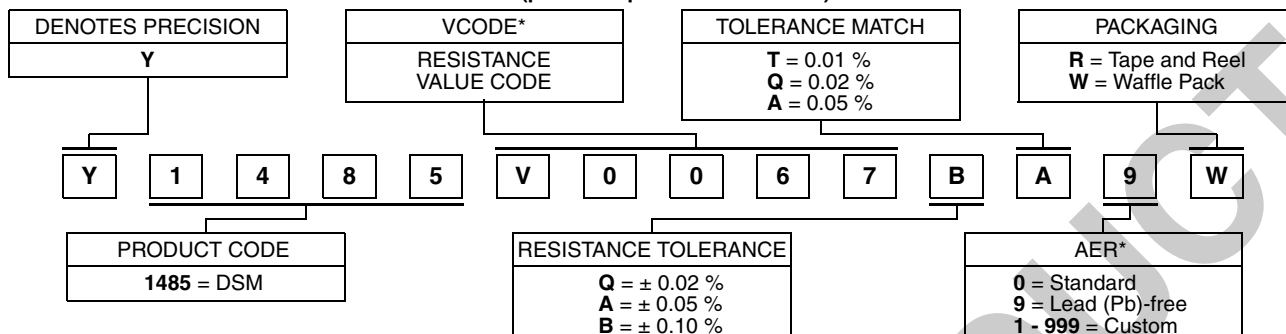 DENOTES PRECISION
Y
VCODE*
RESISTANCE
VALUE CODE
TOLERANCE MATCH
T = 0.01 %
Q = 0.02 %
A = 0.05 %
PACKAGING
R = Tape and Reel
W = Waffle Pack
Y 1 4 8 5 V 0 0 6 7 B A 9 W
PRODUCT CODE
1485 = DSM
RESISTANCE TOLERANCE
Q = ± 0.02 %
A = ± 0.05 %
B = ± 0.10 %
AER*
0 = Standard
9 = Lead (Pb)-free
1 - 999 = Custom